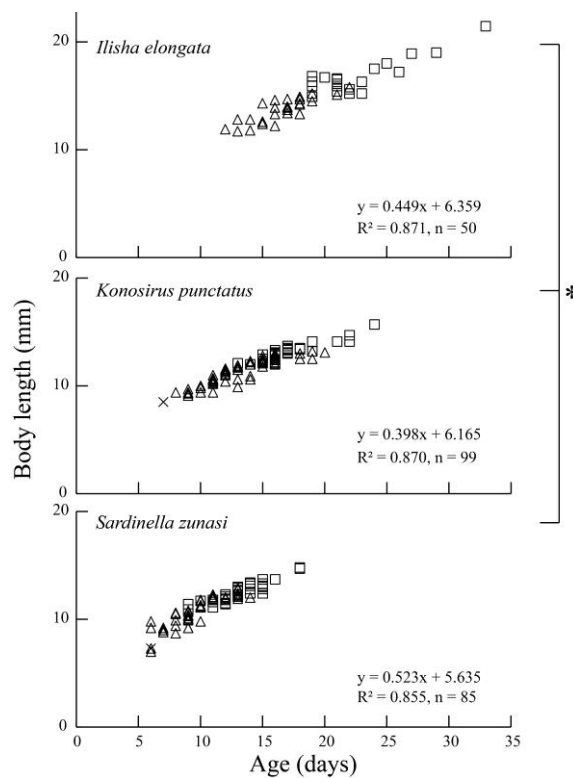 20
Ilisha elongata
10
y = 0.449x + 6.359
R² = 0.871, n = 50
0
20
Konosirus punctatus
*
10
y = 0.398x + 6.165
R² = 0.870, n = 99
0
Body length (mm)
20
Sardinella zunasi
10
y = 0.523x + 5.635
R² = 0.855, n = 85
0
0 5 10 15 20 25 30 35
Age (days)